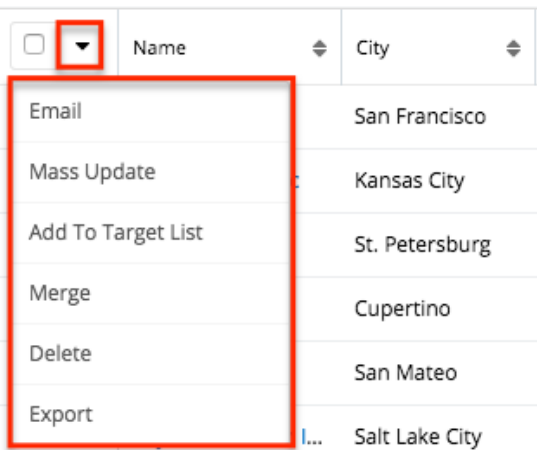 Name City
Email San Francisco
Mass Update Kansas City
Add To Target List St. Petersburg
Merge Cupertino
Delete San Mateo
Export Salt Lake City